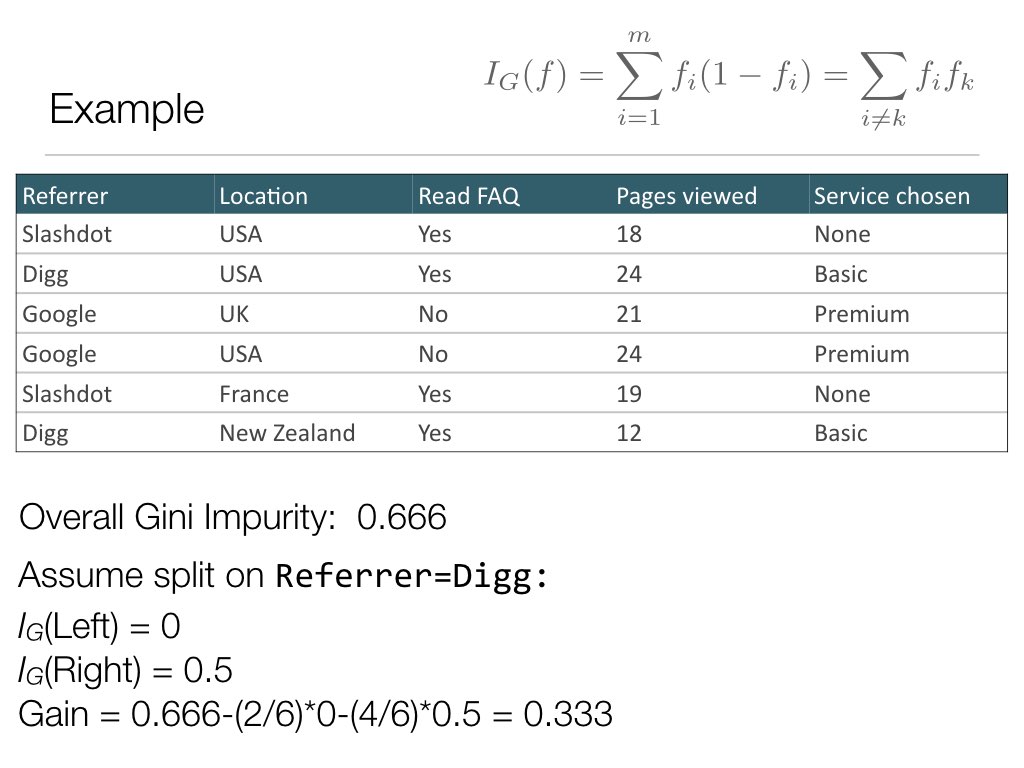 I_G(f) = \sum_{i=1}^{m} f_i(1 − f_i) = \sum_{i≠k} f_i f_k
Example
Referrer Location Read FAQ Pages viewed Service chosen
Slashdot USA Yes 18 None
Digg USA Yes 24 Basic
Google UK No 21 Premium
Google USA No 24 Premium
Slashdot France Yes 19 None
Digg New Zealand Yes 12 Basic
Overall Gini Impurity: 0.666
Assume split on Referrer=Digg:
I_G(Left) = 0
I_G(Right) = 0.5
Gain = 0.666-(2/6)*0-(4/6)*0.5 = 0.333